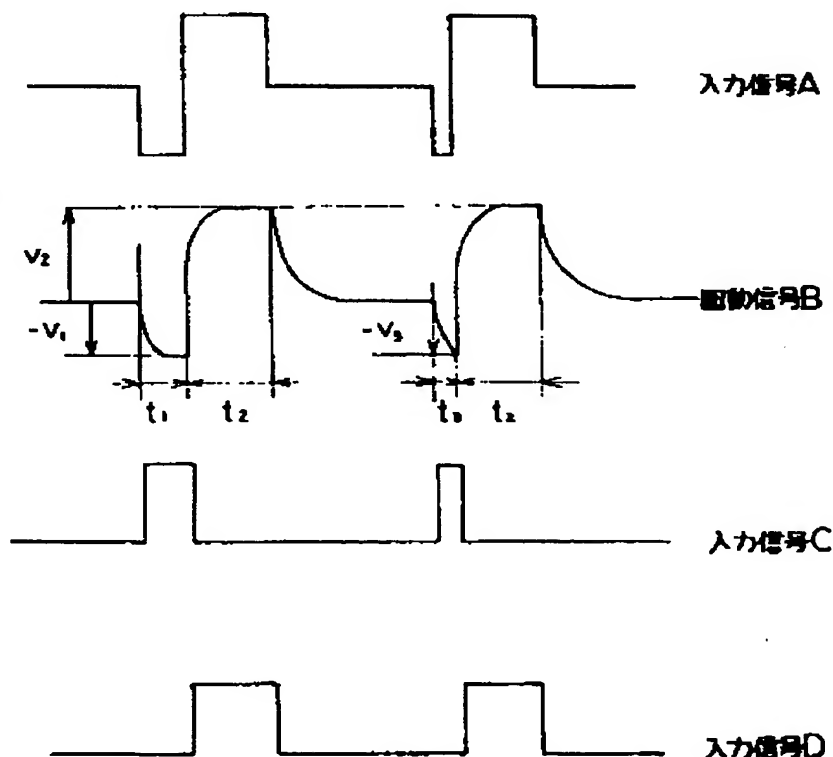 入力信号A
V₂
-V₁
-V₃
駆動信号B
t₁ t₂ t₃ t₂
入力信号C
入力信号D